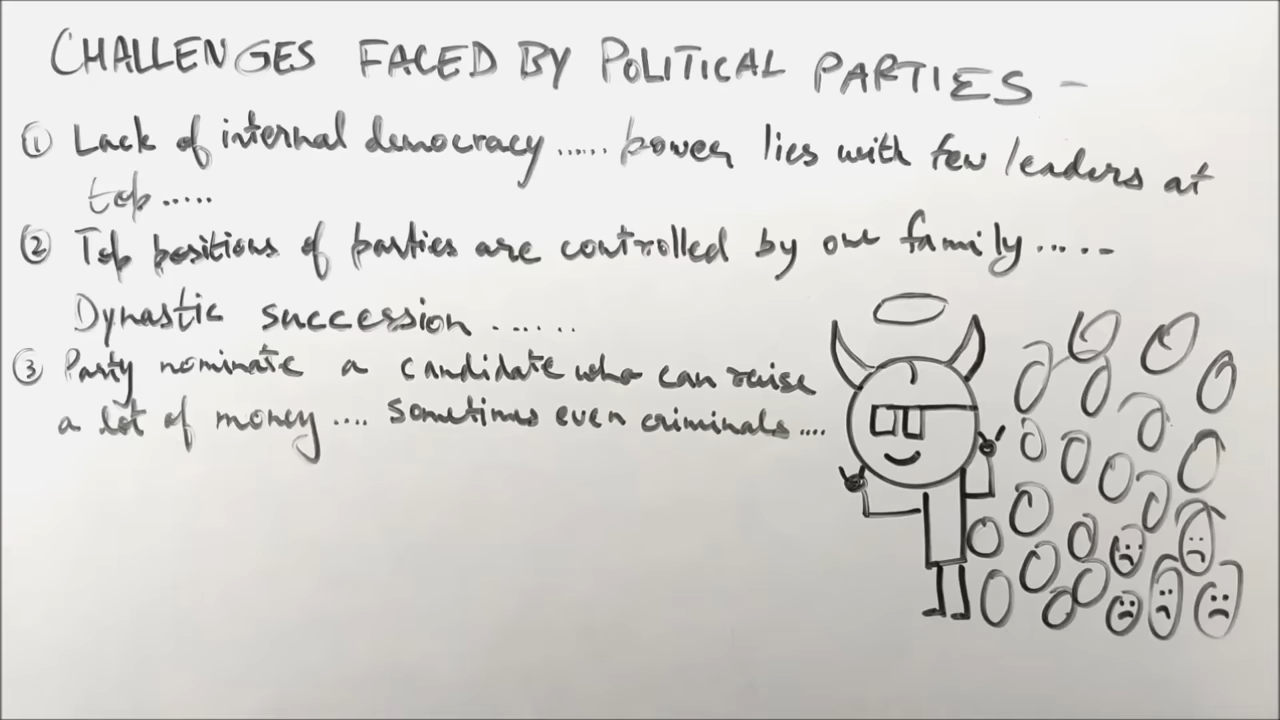 CHALLENGES FACED BY POLITICAL PARTIES -
① Lack of internal democracy ...... power lies with few leaders at
top .....
② Top positions of parties are controlled by one family .....
Dynastic succession ......
③ Party nominate a candidate who can raise
a lot of money .... sometimes even criminals ....